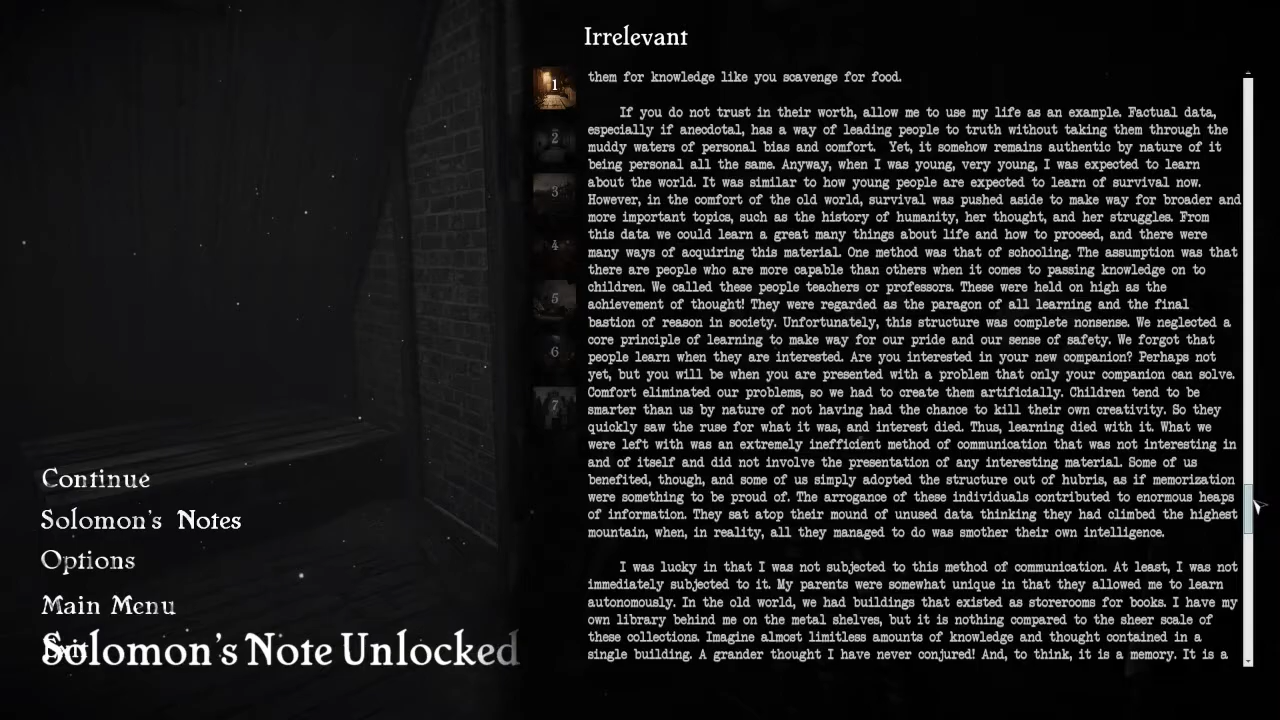 Irrelevant
them for knowledge like you scavenge for food.
If you do not trust in their worth, allow me to use my life as an example. Factual data,
especially if anecdotal, has a way of leading people to truth without taking them through the
muddy waters of personal bias and comfort. Yet, it somehow remains authentic by nature of it
being personal all the same. Anyway, when I was young, very young, I was expected to learn
about the world. It was similar to how young people are expected to learn of survival now.
However, in the comfort of the old world, survival was pushed aside to make way for broader and
more important topics, such as the history of humanity, her thought, and her struggles. From
this data we could learn a great many things about life and how to proceed, and there were
many ways of acquiring this material. One method was that of schooling. The assumption was that
there are people who are more capable than others when it comes to passing knowledge on to
children. We called these people teachers or professors. These were held on high as the
achievement of thought! They were regarded as the paragon of all learning and the final
bastion of reason in society. Unfortunately, this structure was complete nonsense. We neglected a
core principle of learning to make way for our pride and our sense of safety. We forgot that
people learn when they are interested. Are you interested in your new companion? Perhaps not
yet, but you will be when you are presented with a problem that only your companion can solve.
Comfort eliminated our problems, so we had to create them artificially. Children tend to be
smarter than us by nature of not having had the chance to kill their own creativity. So they
quickly saw the ruse for what it was, and interest died. Thus, learning died with it. What we
were left with was an extremely inefficient method of communication that was not interesting in
and of itself and did not involve the presentation of any interesting material. Some of us
benefited, though, and some of us simply adopted the structure out of hubris, as if memorization
were something to be proud of. The arrogance of these individuals contributed to enormous heaps
of information. They sat atop their mound of unused data thinking they had climbed the highest
mountain, when, in reality, all they managed to do was smother their own intelligence.
I was lucky in that I was not subjected to this method of communication. At least, I was not
immediately subjected to it. My parents were somewhat unique in that they allowed me to learn
autonomously. In the old world, we had buildings that existed as storerooms for books. I have my
own library behind me on the metal shelves, but it is nothing compared to the sheer scale of
these collections. Imagine almost limitless amounts of knowledge and thought contained in a
single building. A grander thought I have never conjured! And, to think, it is a memory. It is a
1
2
3
4
5
6
7
Continue
Solomon's Notes
Options
Main Menu
Solomon's Note Unlocked